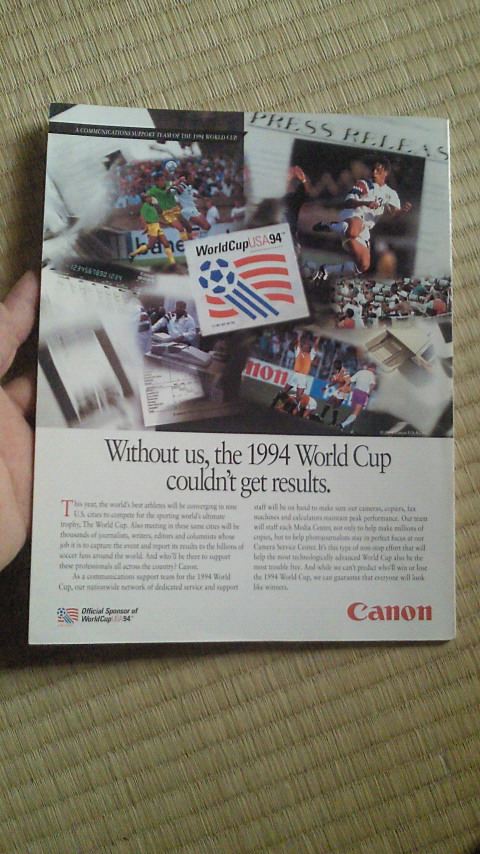 A COMMUNICATIONS SUPPORT TEAM OF THE 1994 WORLD CUP
PRESS RELEAS
bane
WorldCupUSA94™
1234567890 1234
non
Without us, the 1994 World Cup
couldn't get results.
This year, the world's best athletes will be converging in nine
U.S. cities to compete for the sporting world's ultimate
trophy, The World Cup. Also meeting in these same cities will be
thousands of journalists, writers, editors and columnists whose
job it is to capture the event and report its results to the billions of
soccer fans around the world. And who'll be there to support
these professionals all across the country? Canon.
As a communications support team for the 1994 World
Cup, our nationwide network of dedicated service and support
staff will be on hand to make sure our cameras, copiers, fax
machines and calculators maintain peak performance. Our team
will staff each Media Center, not only to help make millions of
copies, but to help photojournalists stay in perfect focus at our
Camera Service Center. It's this type of non-stop effort that will
help the most technologically advanced World Cup also be the
most trouble free. And while we can't predict who'll win or lose
the 1994 World Cup, we can guarantee that everyone will look
like winners.
Official Sponsor of
WorldCupUSA94™
Canon